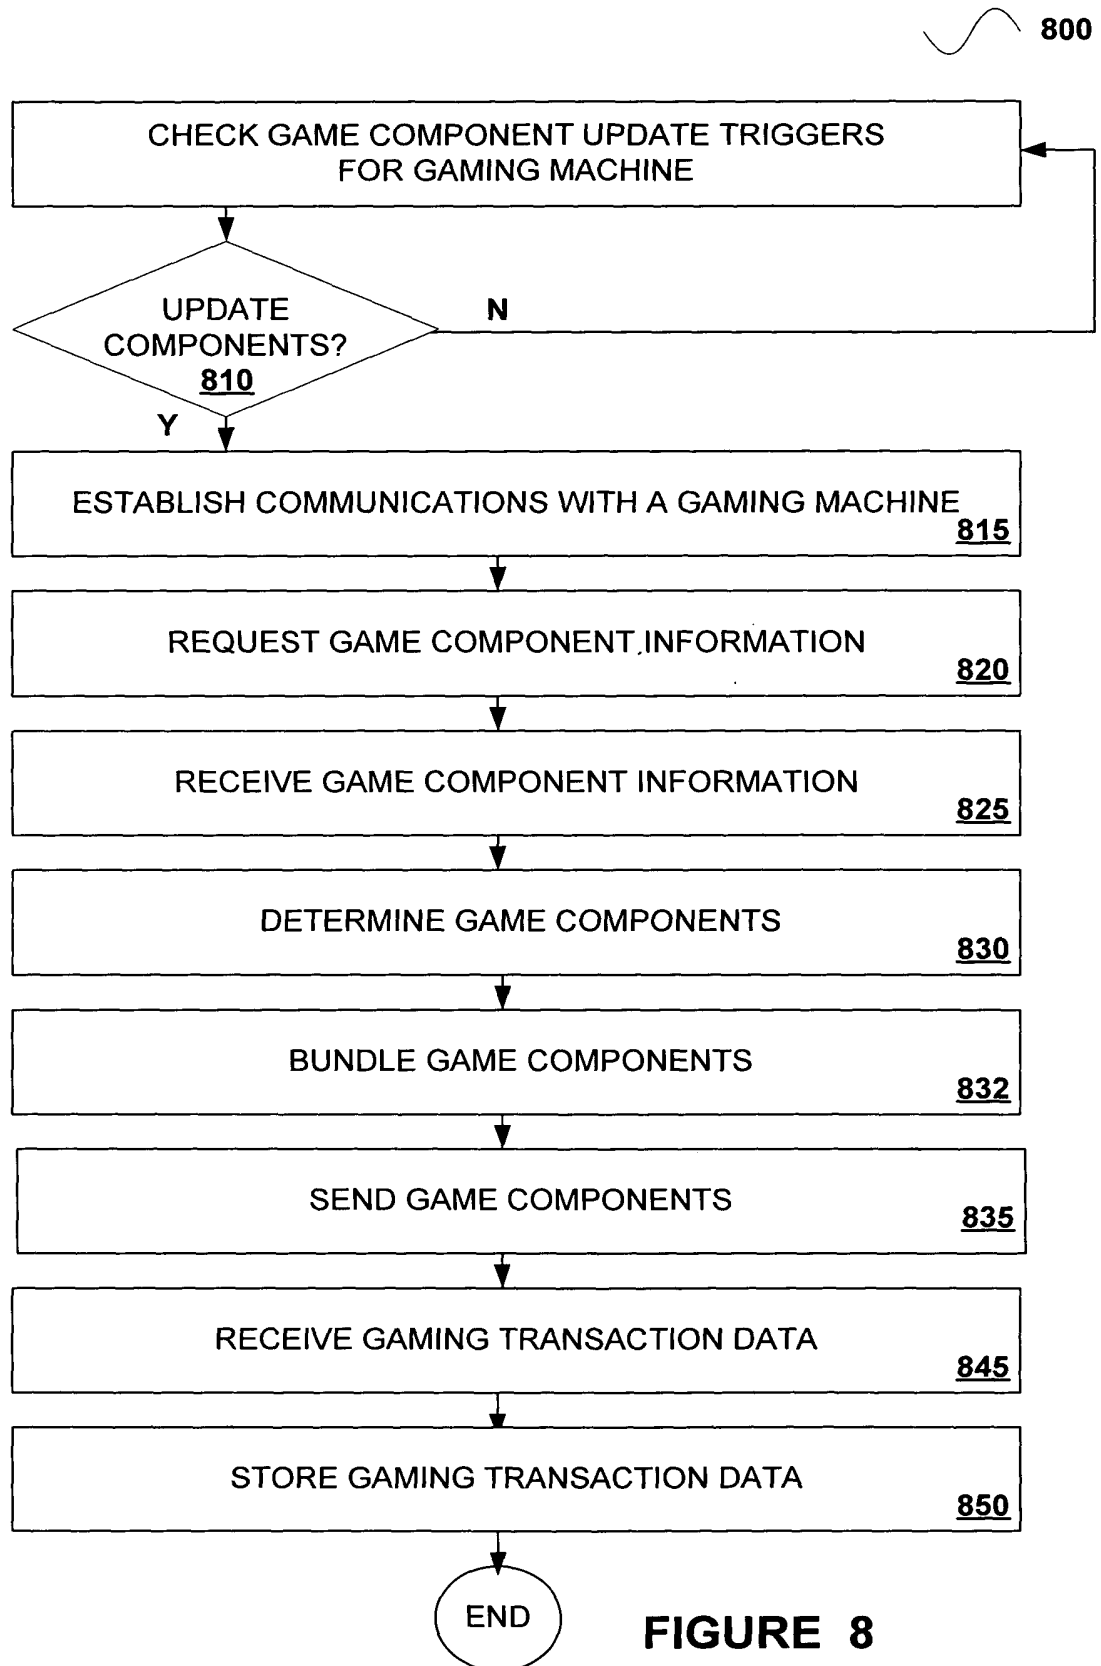 800
CHECK GAME COMPONENT UPDATE TRIGGERS
FOR GAMING MACHINE
UPDATE
COMPONENTS?
810
N
Y
ESTABLISH COMMUNICATIONS WITH A GAMING MACHINE
815
REQUEST GAME COMPONENT INFORMATION
820
RECEIVE GAME COMPONENT INFORMATION
825
DETERMINE GAME COMPONENTS
830
BUNDLE GAME COMPONENTS
832
SEND GAME COMPONENTS
835
RECEIVE GAMING TRANSACTION DATA
845
STORE GAMING TRANSACTION DATA
850
END
FIGURE 8